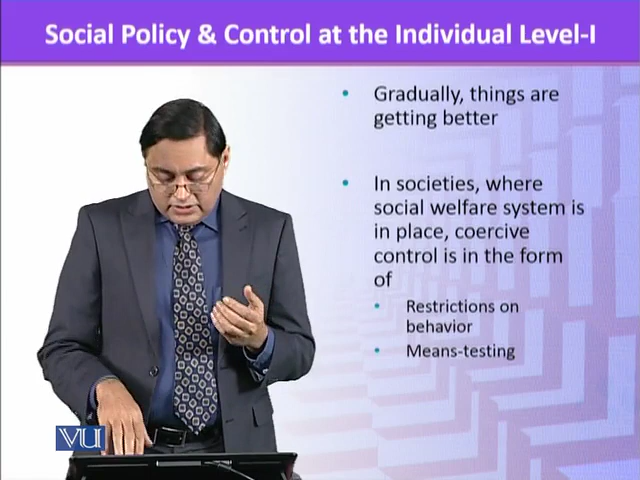 Social Policy & Control at the Individual Level-I
Gradually, things are
getting better
In societies, where
social welfare system is
in place, coercive
control is in the form
of
Restrictions on
behavior
Means-testing
VU